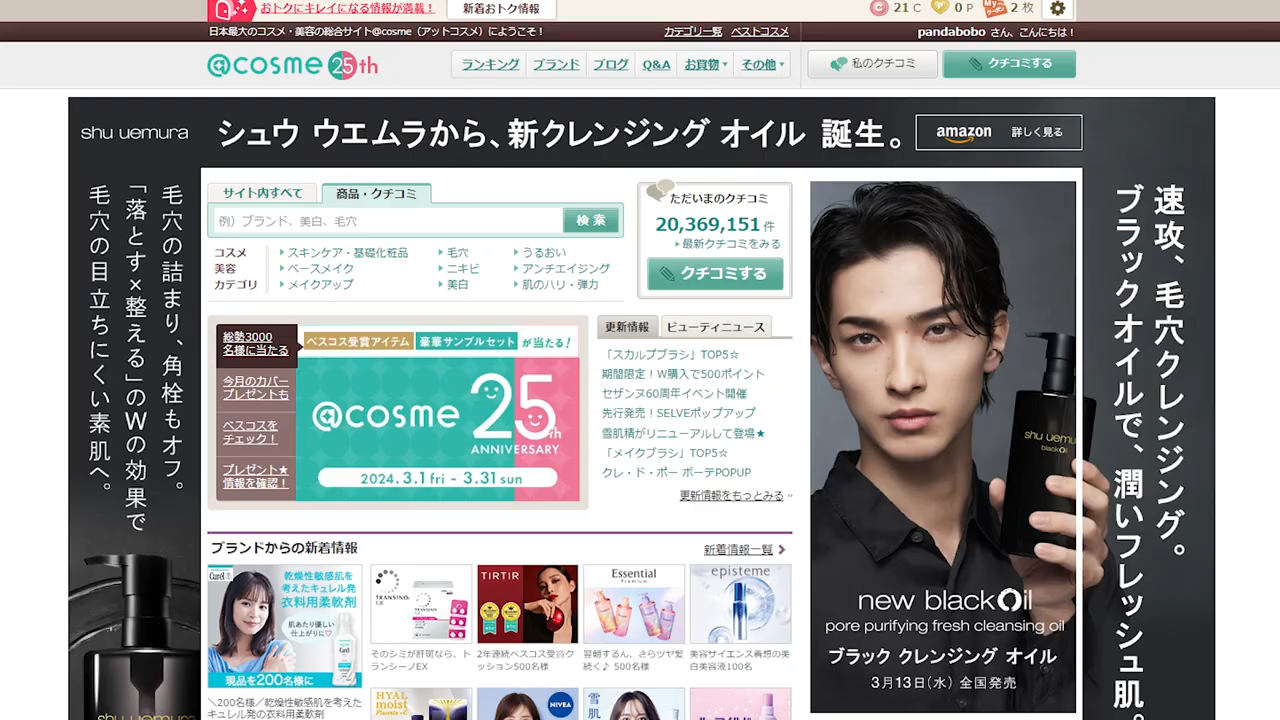 おトクにキレイになる情報が満載！
新着おトク情報
21 C
0 P
2 枚
日本最大のコスメ・美容の総合サイト@cosme（アットコスメ）にようこそ！
カテゴリ一覧 ベストコスメ
pandabobo さん、こんにちは！
@cosme 25th
ランキング ブランド ブログ Q&A お買物 その他
私のクチコミ
クチコミする
shu uemura
シュウ ウエムラから、新クレンジング オイル 誕生。
amazon 詳しく見る
毛穴の詰まり、角栓もオフ。
「落とす×整える」のWの効果で
毛穴の目立ちにくい素肌へ。
サイト内すべて
商品・クチコミ
例）ブランド、美白、毛穴
検 索
コスメ
美容
カテゴリ
スキンケア・基礎化粧品 毛穴 うるおい
ベースメイク ニキビ アンチエイジング
メイクアップ 美白 肌のハリ・弾力
ただいまのクチコミ
20,369,151 件
最新クチコミをみる
クチコミする
総勢3000
名様に当たる
今月のカバー
プレゼントも
ベスコスを
チェック！
プレゼント★
情報を確認！
ベスコス受賞アイテム 豪華サンプルセット が当たる！
@cosme 25th
ANNIVERSARY
2024. 3.1 fri - 3.31 sun
更新情報
ビューティニュース
「スカルプブラシ」TOP5☆
期間限定！W購入で500ポイント
セザンヌ60周年イベント開催
先行発売！SELVEポップアップ
雪肌精がリニューアルして登場★
「メイクブラシ」TOP5☆
クレ・ド・ポー ボーテPOPUP
更新情報をもっとみる
ブランドからの新着情報
新着情報一覧
Curél
乾燥性敏感肌を
考えたキュレル発
衣料用柔軟剤
肌あたり優しい
仕上がりに♡
現品を200名様に
＼200名様／乾燥性敏感肌を考えた
キュレル発の衣料用柔軟剤
TRANSINO EX
そのシミが肝斑なら、ト
ランシーノEX
TIRTIR
2年連続ベスコス受賞ク
ッション500名様
Essential
Premium
翌朝するん、さらツヤ髪
続く♪ 500名様
episteme
美容サイエンス着想の美
白美容液100名
HYAL
moist
NIVEA
雪
肌
shu uemura
blackOil
new blackOil
pore purifying fresh cleansing oil
ブラック クレンジング オイル
3月13日(水) 全国発売
速攻、毛穴クレンジング。
ブラックオイルで、潤いフレッシュ肌。